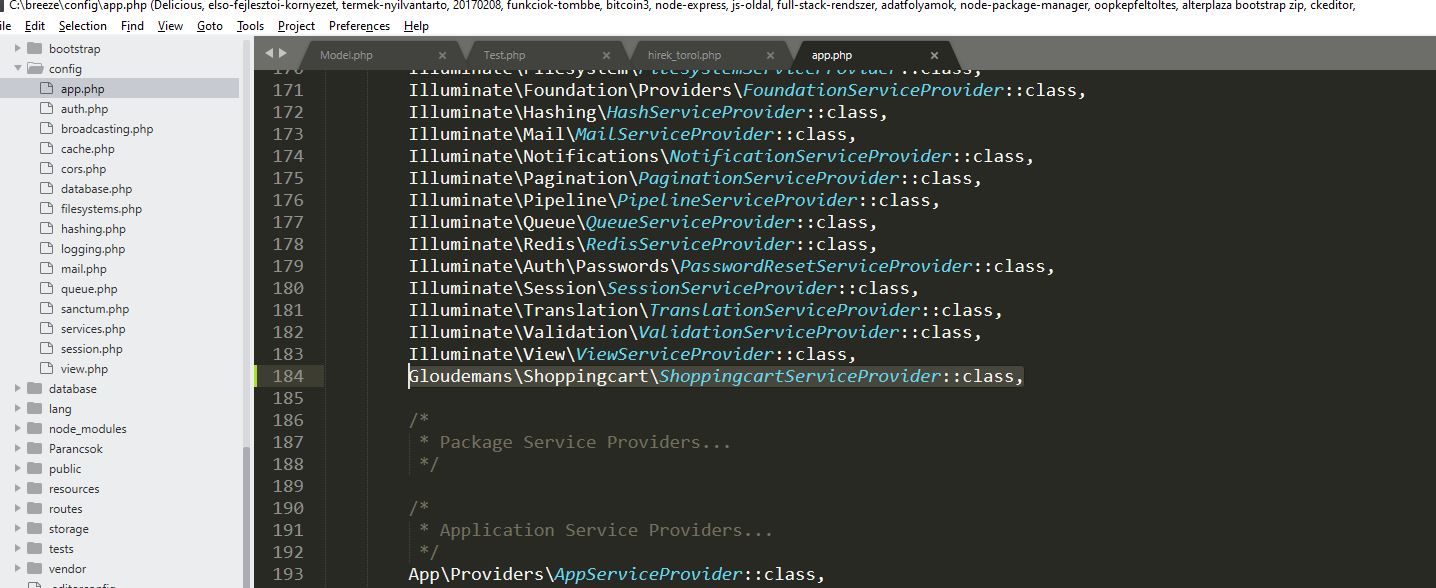 C:\breeze\config\app.php (Delicious, elso-fejlesztoi-kornyezet, termek-nyilvantarto, 20170208, funkciok-tombbe, bitcoin3, node-express, js-oldal, full-stack-rendszer, adatfolyamok, node-package-manager, oopkepfeltoltes, alterplaza bootstrap zip, ckeditor,
ile Edit Selection Find View Goto Tools Project Preferences Help
bootstrap
config
app.php
auth.php
broadcasting.php
cache.php
cors.php
database.php
filesystems.php
hashing.php
logging.php
mail.php
queue.php
sanctum.php
services.php
session.php
view.php
database
lang
node_modules
Parancsok
public
resources
routes
storage
tests
vendor
.editorconfig
Model.php × Test.php × hirek_torol.php × app.php ×
170 Illuminate\Filesystem\FilesystemServiceProvider::class,
171 Illuminate\Foundation\Providers\FoundationServiceProvider::class,
172 Illuminate\Hashing\HashServiceProvider::class,
173 Illuminate\Mail\MailServiceProvider::class,
174 Illuminate\Notifications\NotificationServiceProvider::class,
175 Illuminate\Pagination\PaginationServiceProvider::class,
176 Illuminate\Pipeline\PipelineServiceProvider::class,
177 Illuminate\Queue\QueueServiceProvider::class,
178 Illuminate\Redis\RedisServiceProvider::class,
179 Illuminate\Auth\Passwords\PasswordResetServiceProvider::class,
180 Illuminate\Session\SessionServiceProvider::class,
181 Illuminate\Translation\TranslationServiceProvider::class,
182 Illuminate\Validation\ValidationServiceProvider::class,
183 Illuminate\View\ViewServiceProvider::class,
184 Gloudemans\Shoppingcart\ShoppingcartServiceProvider::class,
185
186 /*
187 * Package Service Providers...
188 */
189
190 /*
191 * Application Service Providers...
192 */
193 App\Providers\AppServiceProvider::class,